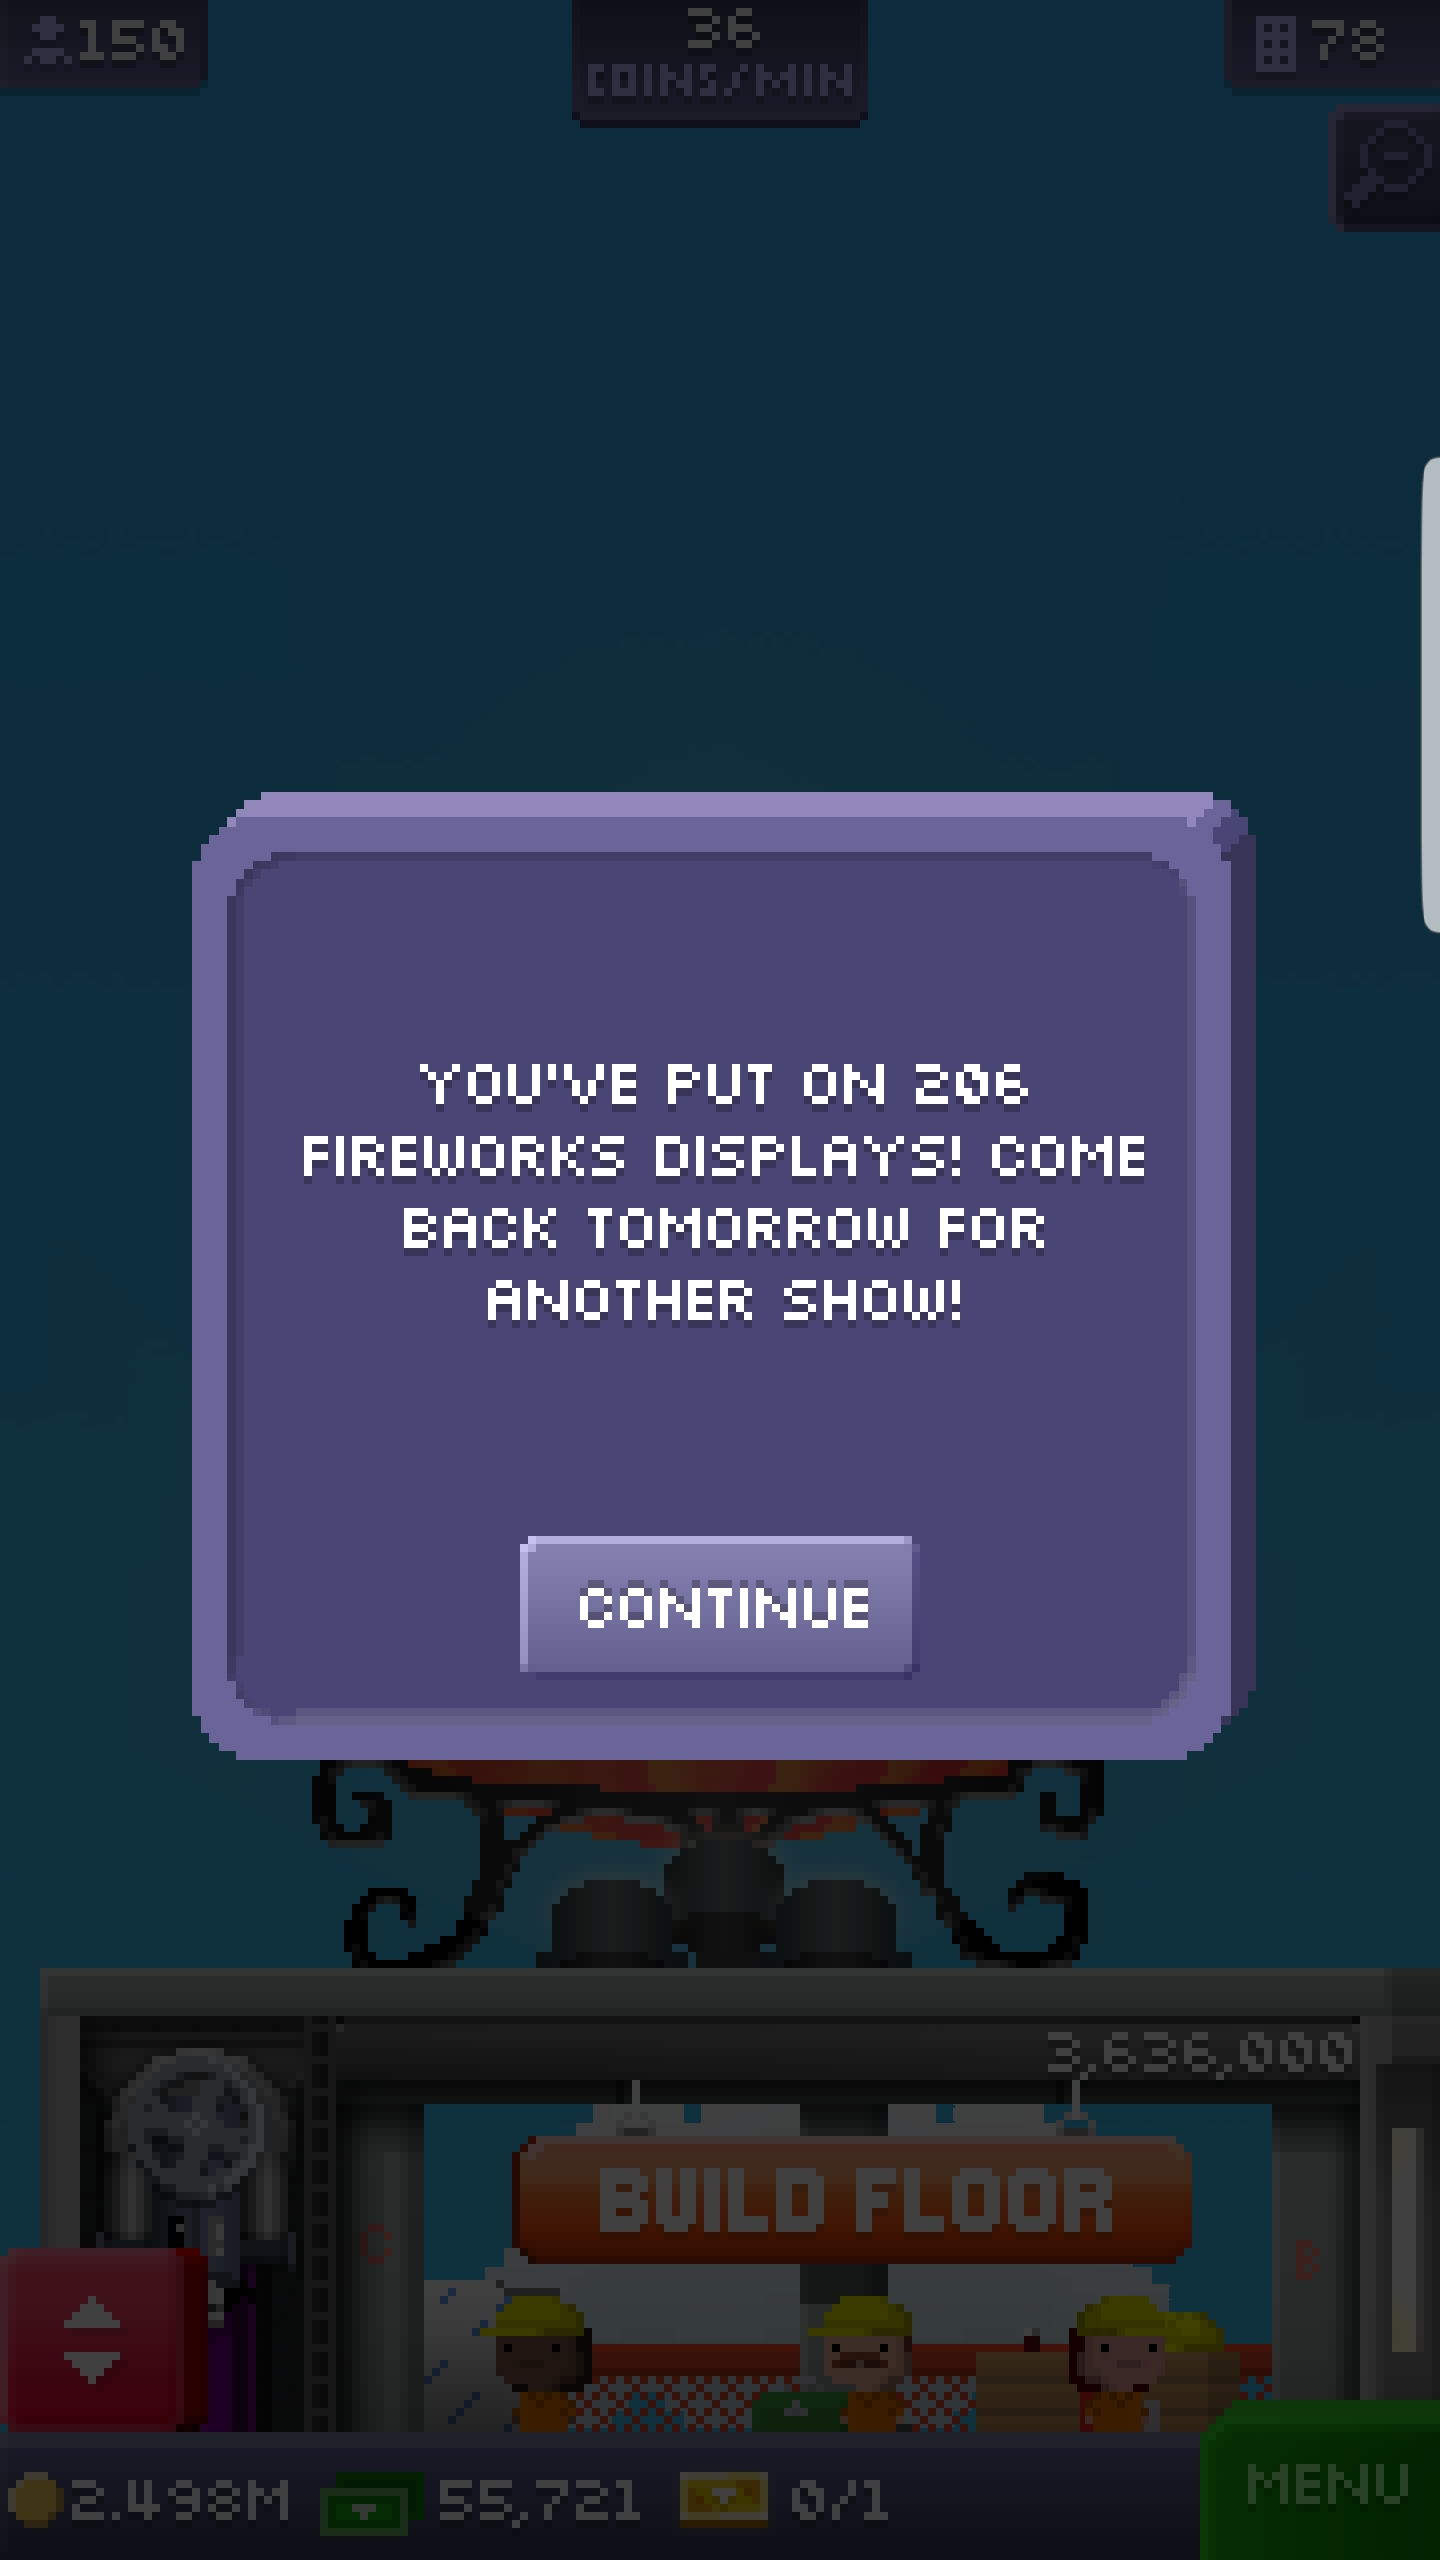 150
36
COINS/MIN
78
YOU'VE PUT ON 206
FIREWORKS DISPLAYS! COME
BACK TOMORROW FOR
ANOTHER SHOW!
CONTINUE
3,636,000
BUILD FLOOR
C
B
2.498M
55,721
0/1
MENU